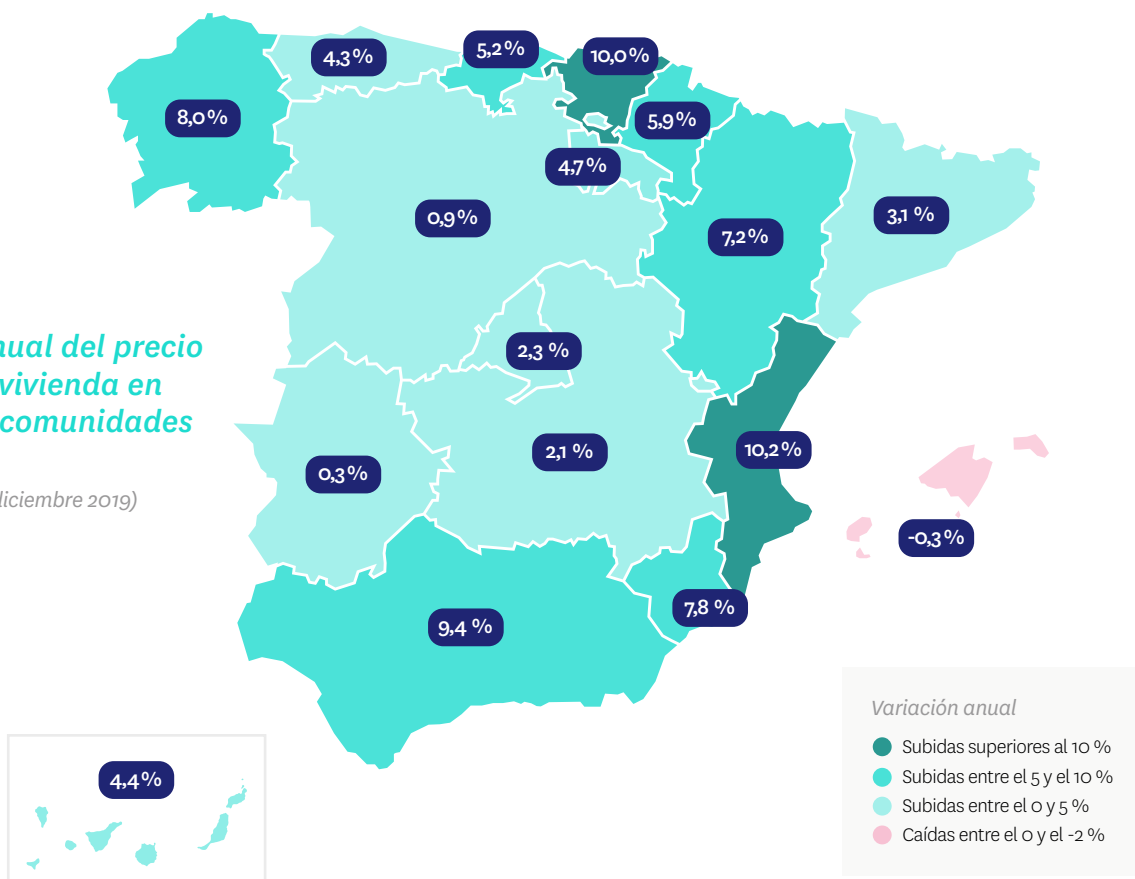 5,2%
4,3%
10,0%
8,0%
5,9%
4,7%
0,9%
3,1 %
7,2%
nual del precio
vivienda en
comunidades
2,3 %
10,2%
2,1 %
0,3%
diciembre 2019)
-0,3%
7,8 %
9,4 %
4,4%
Variación anual
Subidas superiores al 10 %
Subidas entre el 5 y el 10 %
Subidas entre el 0 y 5 %
Caídas entre el 0 y el -2 %